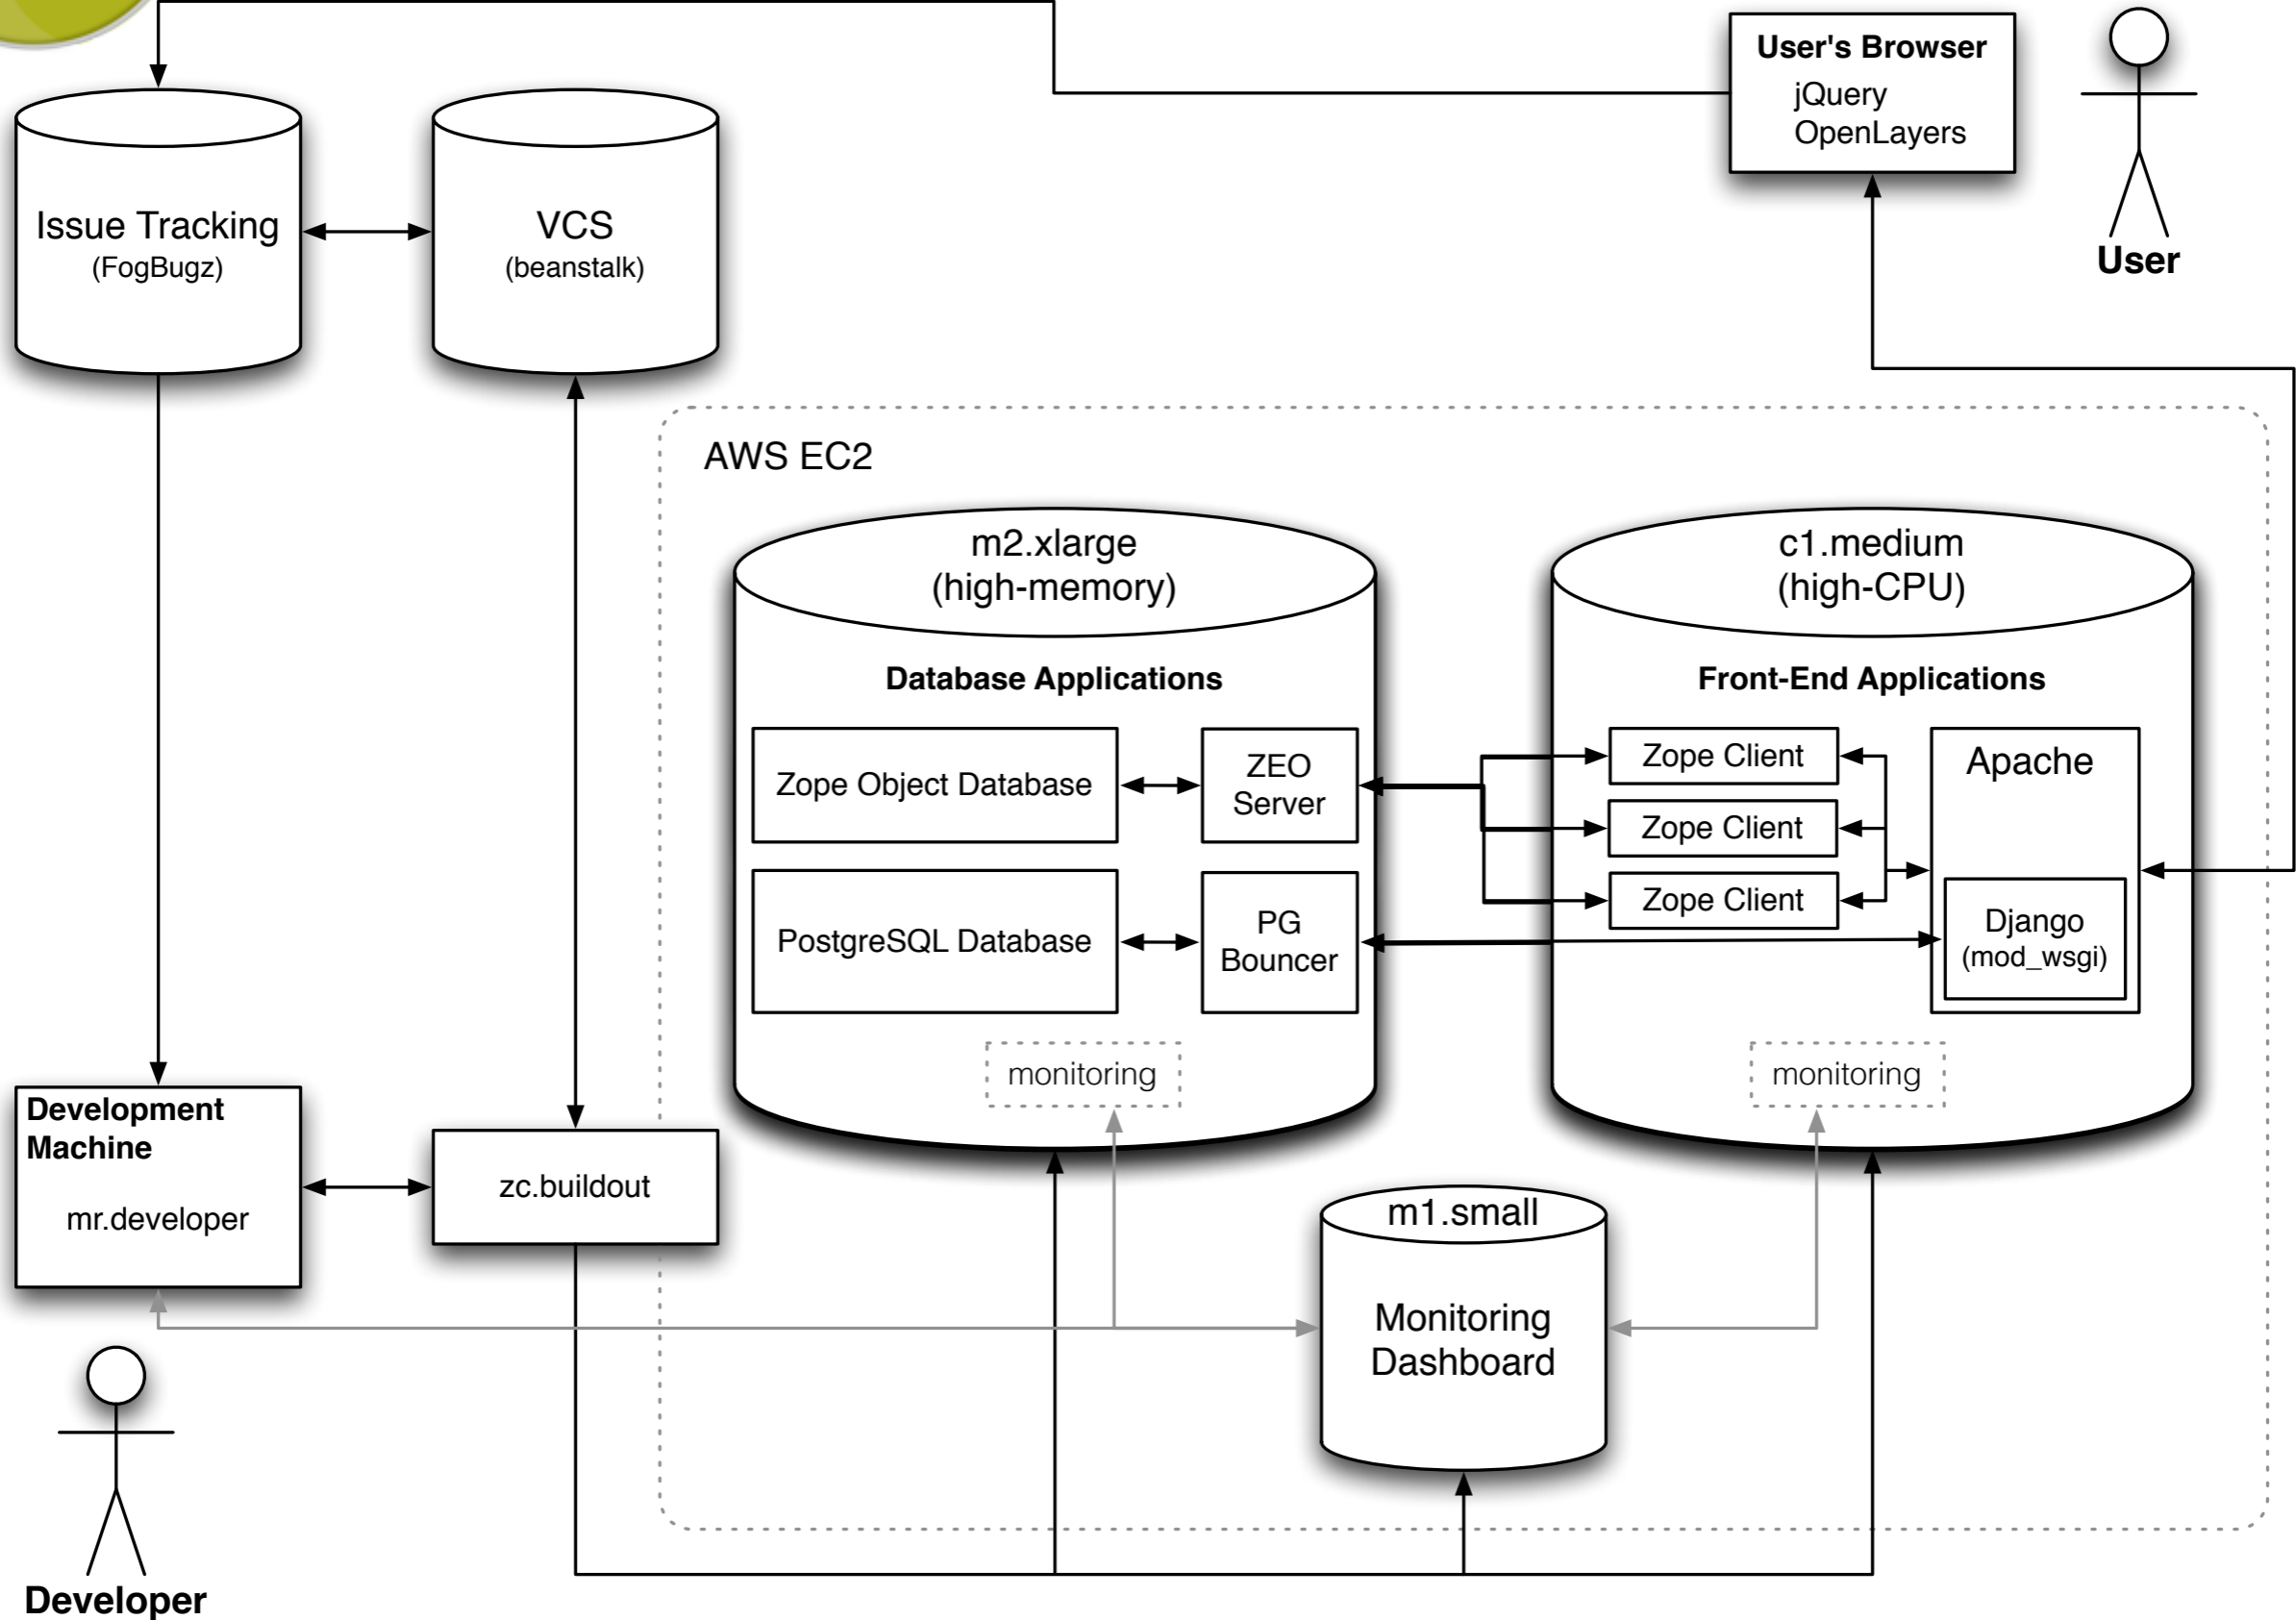 User's Browser
jQuery
OpenLayers
User
Issue Tracking
(FogBugz)
VCS
(beanstalk)
AWS EC2
m2.xlarge
(high-memory)
Database Applications
Zope Object Database
ZEO
Server
PostgreSQL Database
PG
Bouncer
monitoring
c1.medium
(high-CPU)
Front-End Applications
Zope Client
Zope Client
Zope Client
Apache
Django
(mod_wsgi)
monitoring
Development
Machine
mr.developer
zc.buildout
m1.small
Monitoring
Dashboard
Developer